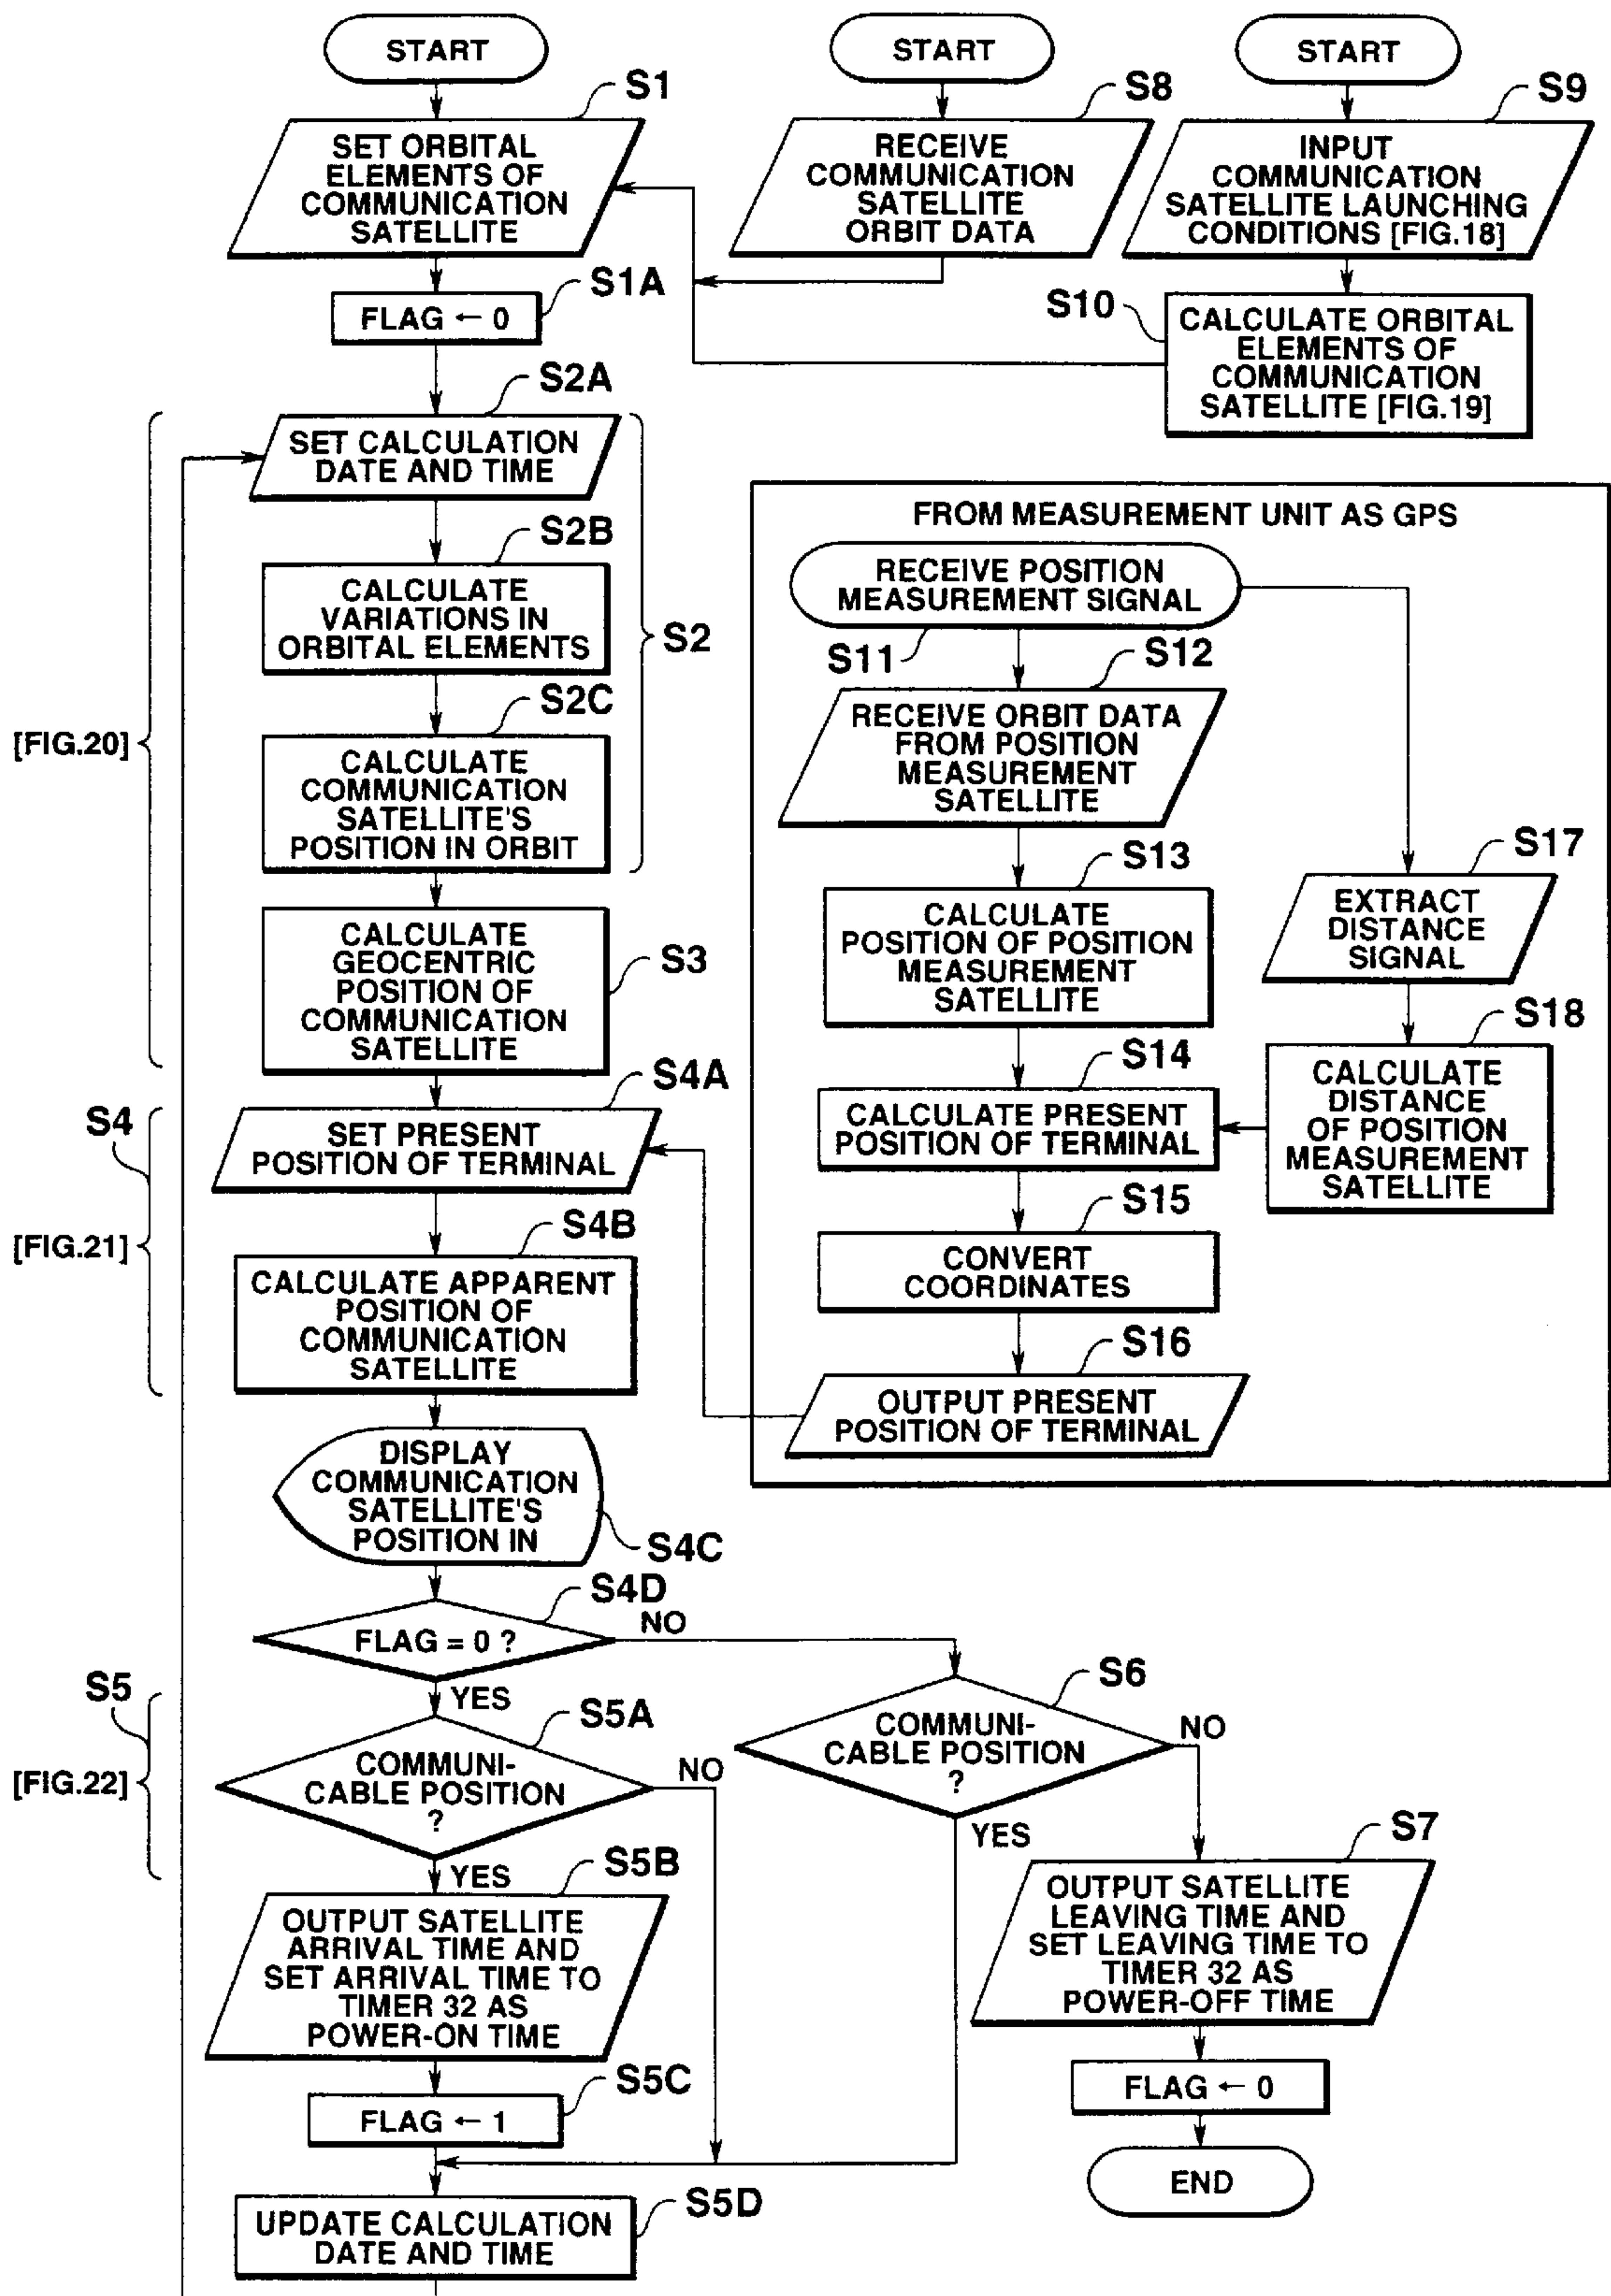 START
S1
SET ORBITAL
ELEMENTS OF
COMMUNICATION
SATELLITE
S1A
FLAG ← 0
START
S8
RECEIVE
COMMUNICATION
SATELLITE
ORBIT DATA
START
S9
INPUT
COMMUNICATION
SATELLITE LAUNCHING
CONDITIONS [FIG.18]
S10
CALCULATE ORBITAL
ELEMENTS OF
COMMUNICATION
SATELLITE [FIG.19]
[FIG.20]
S2A
SET CALCULATION
DATE AND TIME
S2B
CALCULATE
VARIATIONS IN
ORBITAL ELEMENTS
S2
S2C
CALCULATE
COMMUNICATION
SATELLITE'S
POSITION IN ORBIT
CALCULATE
GEOCENTRIC
POSITION OF
COMMUNICATION
SATELLITE
S3
S4
[FIG.21]
S4A
SET PRESENT
POSITION OF TERMINAL
S4B
CALCULATE APPARENT
POSITION OF
COMMUNICATION
SATELLITE
FROM MEASUREMENT UNIT AS GPS
RECEIVE POSITION
MEASUREMENT SIGNAL
S11
S12
RECEIVE ORBIT DATA
FROM POSITION
MEASUREMENT
SATELLITE
S13
CALCULATE
POSITION OF POSITION
MEASUREMENT
SATELLITE
S17
EXTRACT
DISTANCE
SIGNAL
S18
CALCULATE
DISTANCE
OF POSITION
MEASUREMENT
SATELLITE
S14
CALCULATE PRESENT
POSITION OF TERMINAL
S15
CONVERT
COORDINATES
S16
OUTPUT PRESENT
POSITION OF TERMINAL
DISPLAY
COMMUNICATION
SATELLITE'S
POSITION IN
S4C
S4D
FLAG = 0 ?
NO
YES
S5
[FIG.22]
S5A
COMMUNI-
CABLE POSITION
?
NO
YES
S6
COMMUNI-
CABLE POSITION
?
NO
YES
S5B
OUTPUT SATELLITE
ARRIVAL TIME AND
SET ARRIVAL TIME TO
TIMER 32 AS
POWER-ON TIME
S5C
FLAG ← 1
S7
OUTPUT SATELLITE
LEAVING TIME AND
SET LEAVING TIME TO
TIMER 32 AS
POWER-OFF TIME
FLAG ← 0
END
S5D
UPDATE CALCULATION
DATE AND TIME